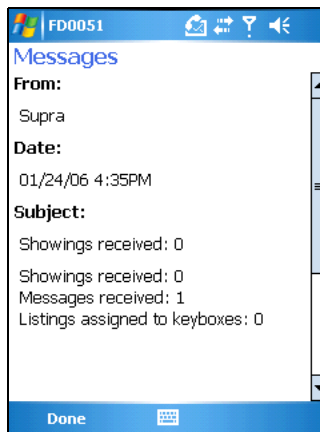 FD0051
Messages
From:
Supra
Date:
01/24/06 4:35PM
Subject:
Showings received: 0
Showings received: 0
Messages received: 1
Listings assigned to keyboxes: 0
Done